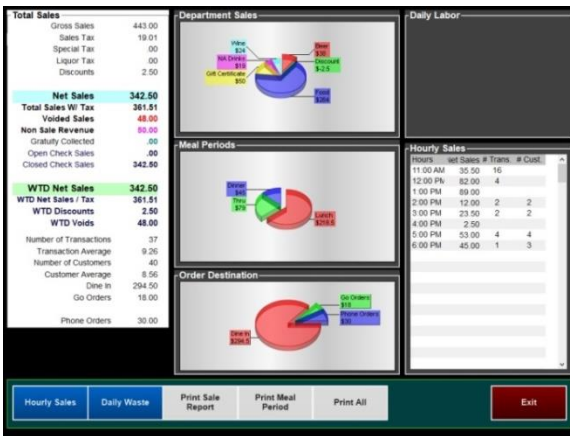 Total Sales
Gross Sales 443.00
Sales Tax 19.01
Special Tax .00
Liquor Tax .00
Discounts 2.50
Net Sales 342.50
Total Sales W/ Tax 361.51
Voided Sales 48.00
Non Sale Revenue 50.00
Gratuity Collected .00
Open Check Sales .00
Closed Check Sales 342.50
WTD Net Sales 342.50
WTD Net Sales / Tax 361.51
WTD Discounts 2.50
WTD Voids 48.00
Number of Transactions 37
Transaction Average 9.26
Number of Customers 40
Customer Average 8.56
Dine In 294.50
Go Orders 18.00
Phone Orders 30.00
Department Sales
Wine
$24
NA Drinks
Gift Certificate
$50
Beer
Discount
$-2.5
Food
Meal Periods
Dinner
$45
Thru
$79
Lunch
$218.5
Order Destination
Go Orders
$18
Phone Orders
$30
Dine In
$294.5
Daily Labor
Hourly Sales
Hours Net Sales # Trans. # Cust.
11:00 AM 35.50 16
12:00 PM 82.00 4
1:00 PM 89.00
2:00 PM 12.00 2 2
3:00 PM 23.50 2 2
4:00 PM 2.50
5:00 PM 53.00 4 4
6:00 PM 45.00 1 3
Hourly Sales
Daily Waste
Print Sale
Report
Print Meal
Period
Print All
Exit